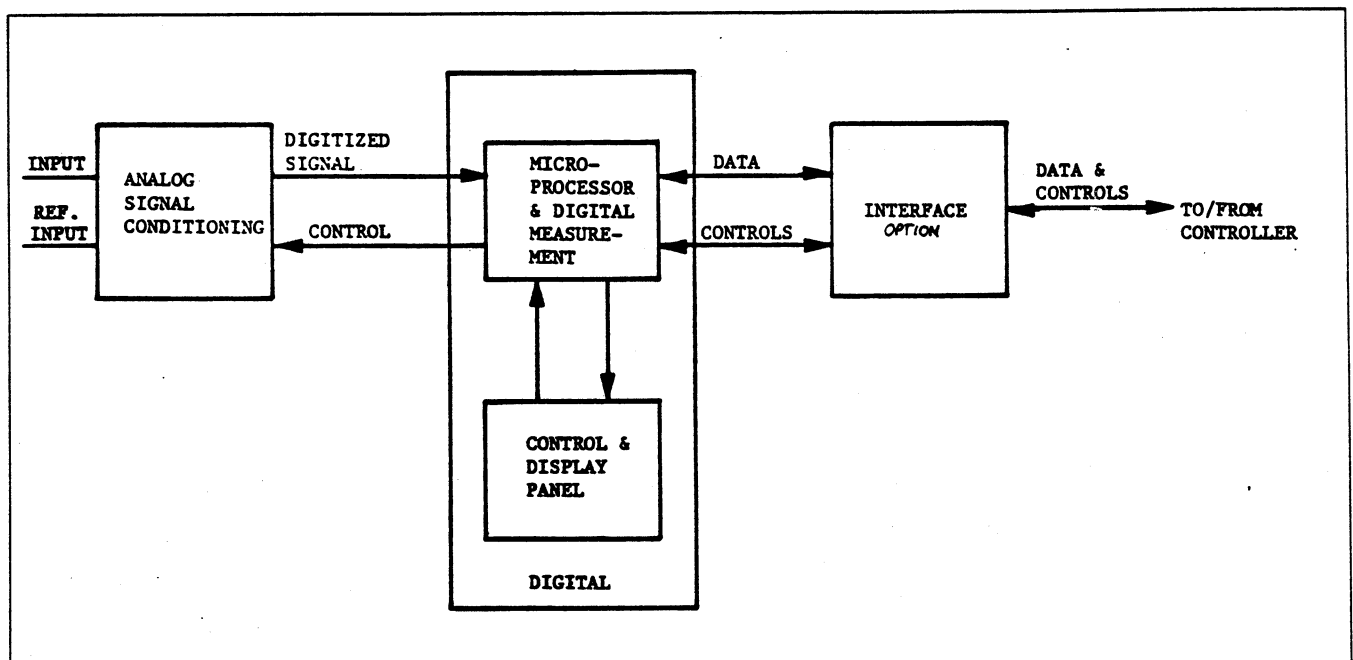 INPUT
REF.
INPUT
ANALOG
SIGNAL
CONDITIONING
DIGITIZED
SIGNAL
CONTROL
MICRO-
PROCESSOR
& DIGITAL
MEASURE-
MENT
DATA
CONTROLS
INTERFACE
OPTION
DATA &
CONTROLS
TO/FROM
CONTROLLER
CONTROL &
DISPLAY
PANEL
DIGITAL